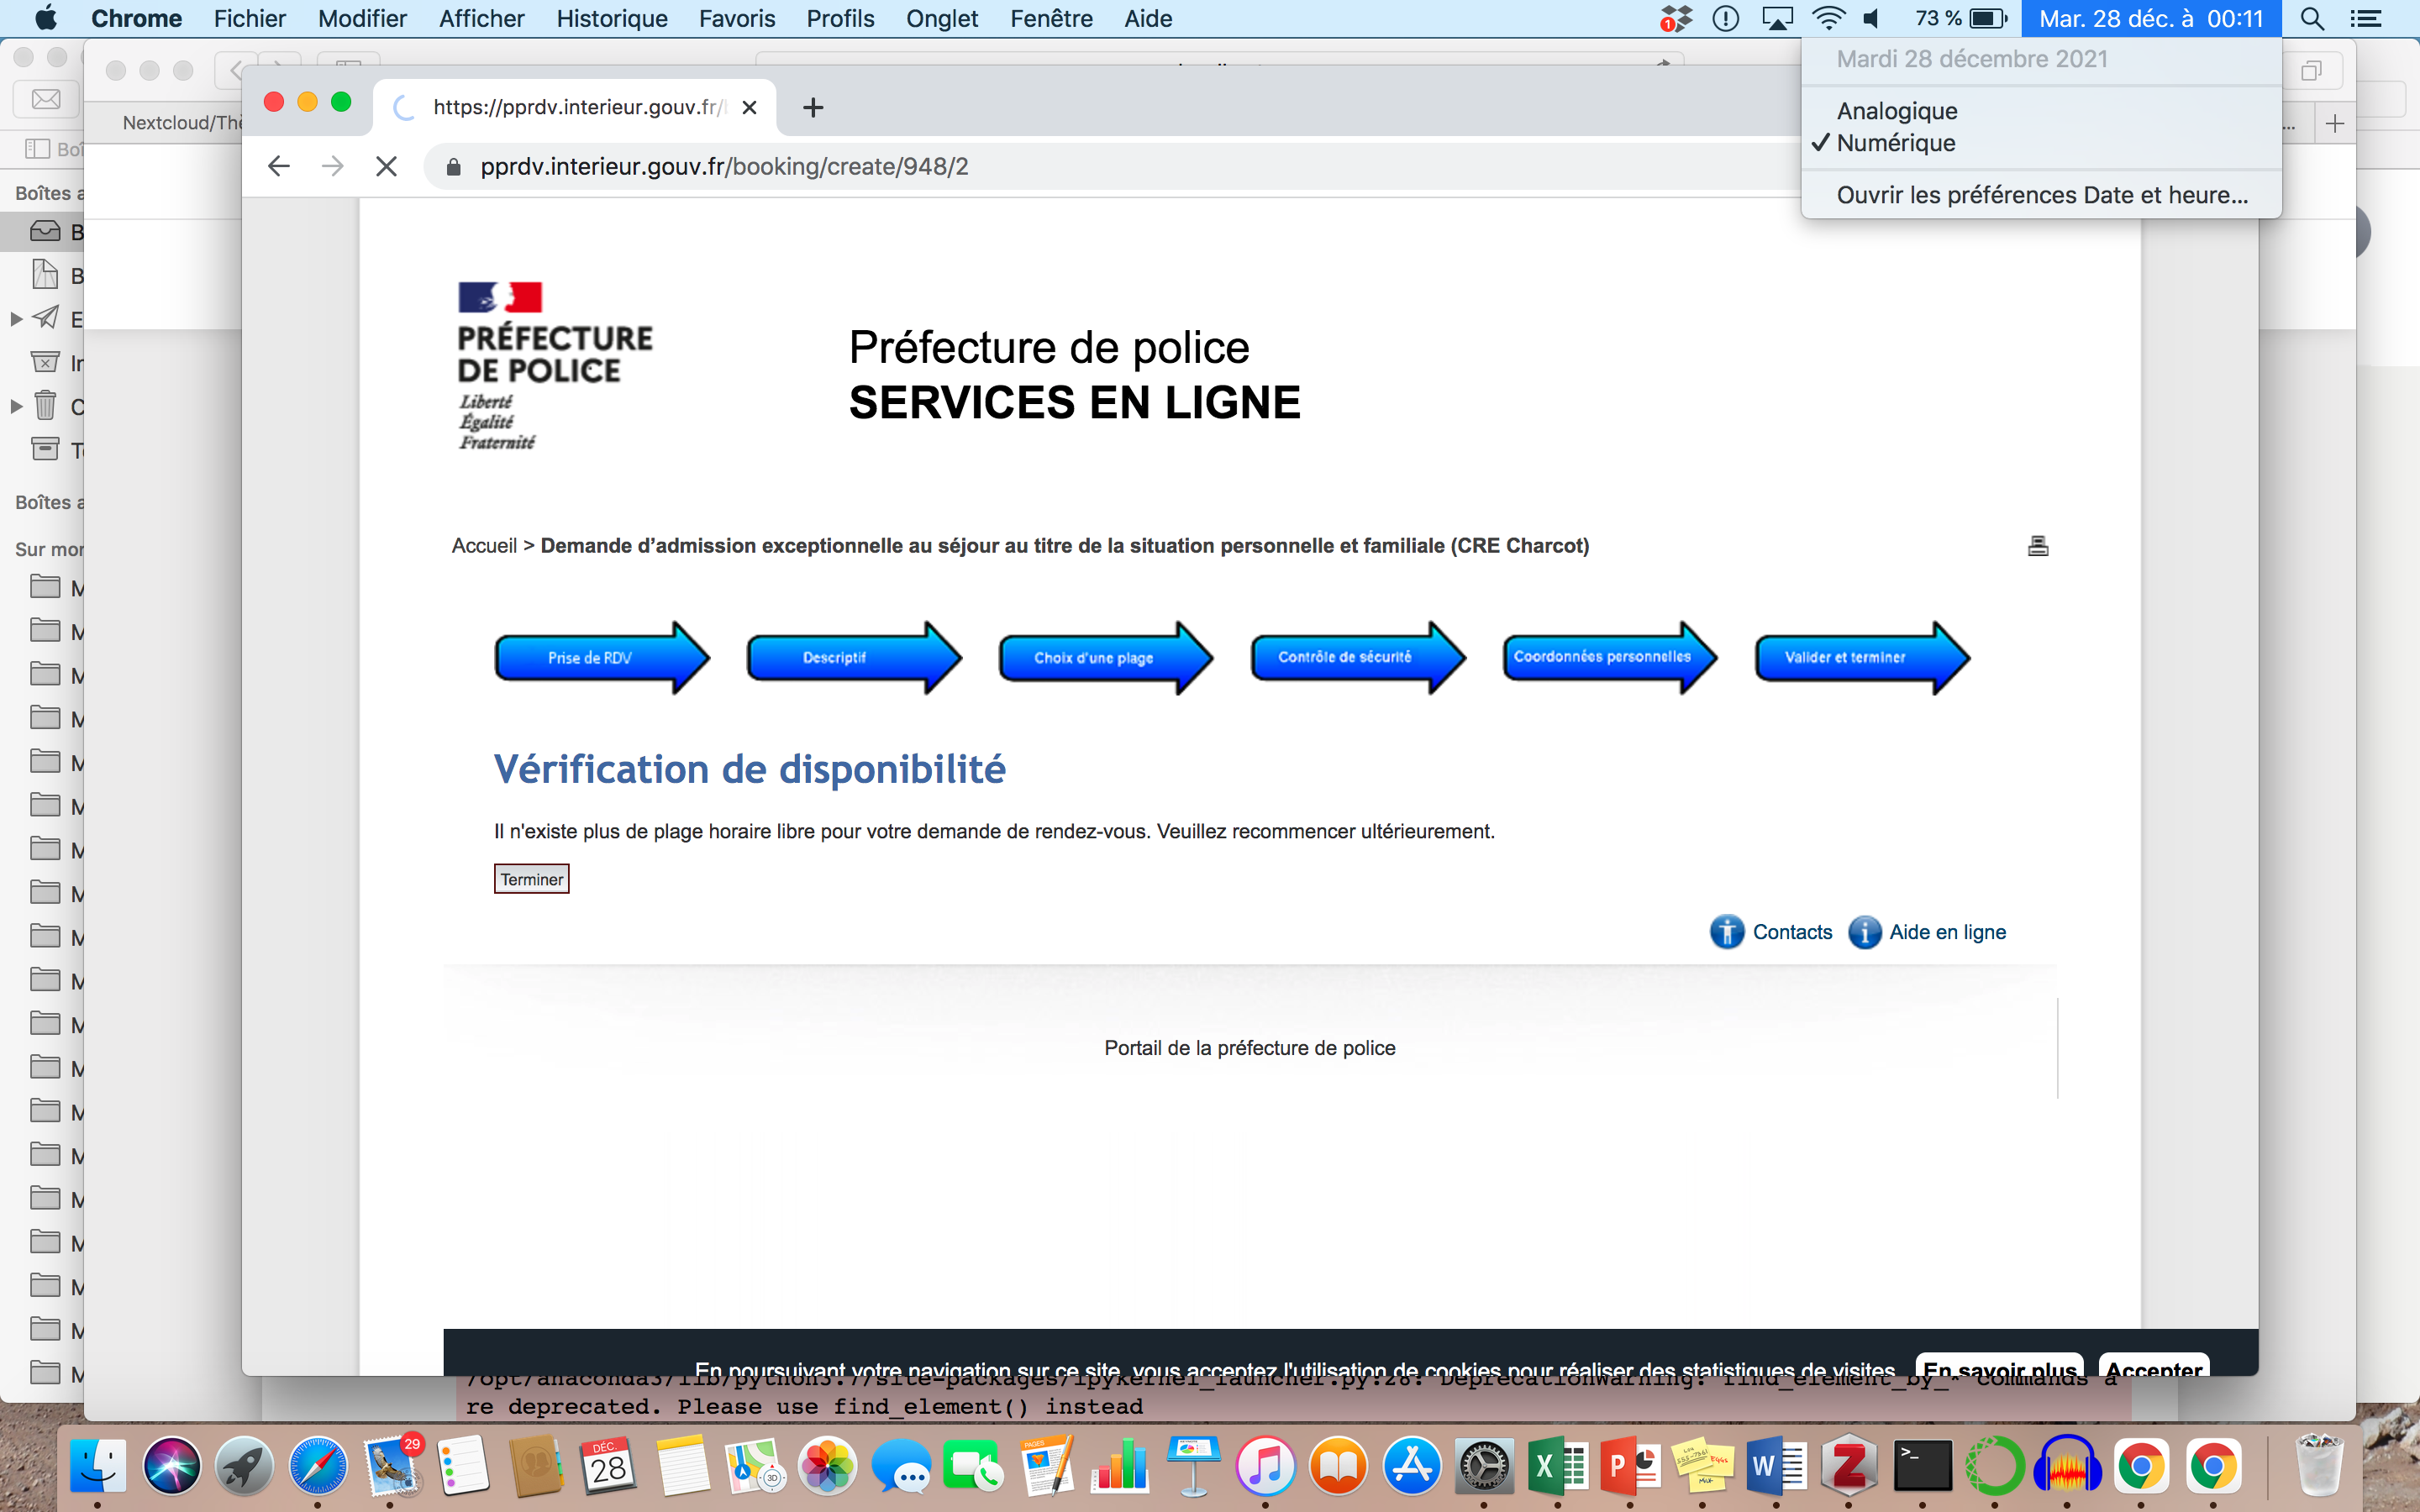 Chrome Fichier Modifier Afficher Historique Favoris Profils Onglet Fenêtre Aide
1
73 %
Mar. 28 déc. à 00:11
Mardi 28 décembre 2021
Analogique
✓ Numérique
Ouvrir les préférences Date et heure...
https://pprdv.interieur.gouv.fr/
pprdv.interieur.gouv.fr/booking/create/948/2
Boîtes
Boîtes
Sur mon
PRÉFECTURE
DE POLICE
Liberté
Égalité
Fraternité
Préfecture de police
SERVICES EN LIGNE
Accueil > Demande d'admission exceptionnelle au séjour au titre de la situation personnelle et familiale (CRE Charcot)
Prise de RDV
Descriptif
Choix d'une plage
Contrôle de sécurité
Coordonnées personnelles
Valider et terminer
Vérification de disponibilité
Il n'existe plus de plage horaire libre pour votre demande de rendez-vous. Veuillez recommencer ultérieurement.
Terminer
Contacts
Aide en ligne
Portail de la préfecture de police
En poursuivant votre navigation sur ce site, vous acceptez l'utilisation de cookies pour réaliser des statistiques de visites
En savoir plus
Accepter
/opt/anaconda3/lib/python3.7/site-packages/ipykernel_launcher.py:28: DeprecationWarning: find_element_by_* commands a
re deprecated. Please use find_element() instead
29
DÉC.
28
3D
PAGES